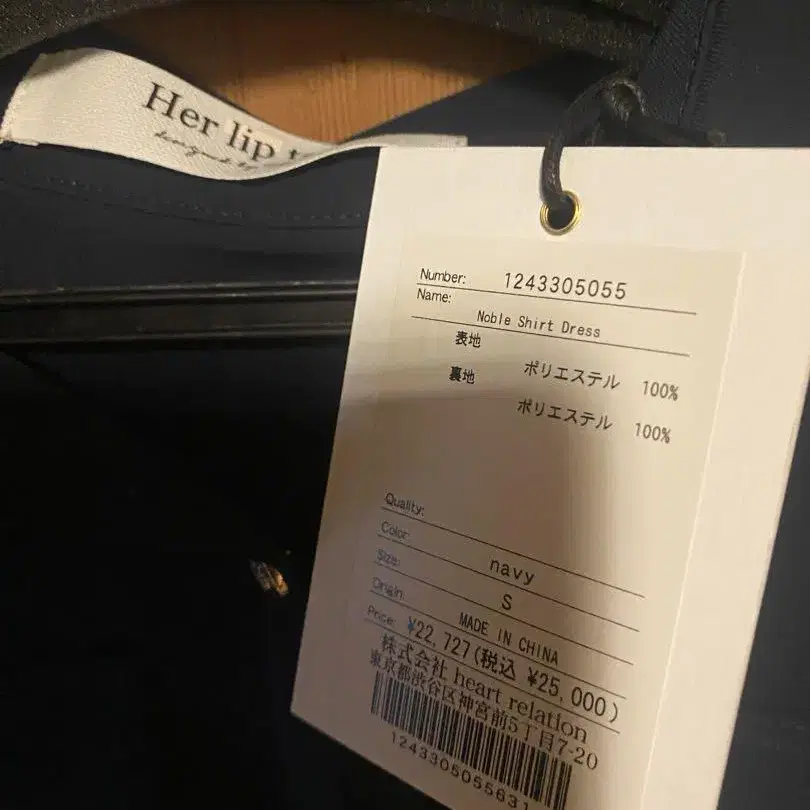 Her lip
Number: 1243305055
Name:
Noble Shirt Dress
表地
ポリエステル 100%
裏地
ポリエステル 100%
Quality:
Color: navy
Size: S
Origin: MADE IN CHINA
Price: ¥22,727(税込 ¥25,000)
株式会社 heart relation
東京都渋谷区神宮前5丁目7-20
1243305055631